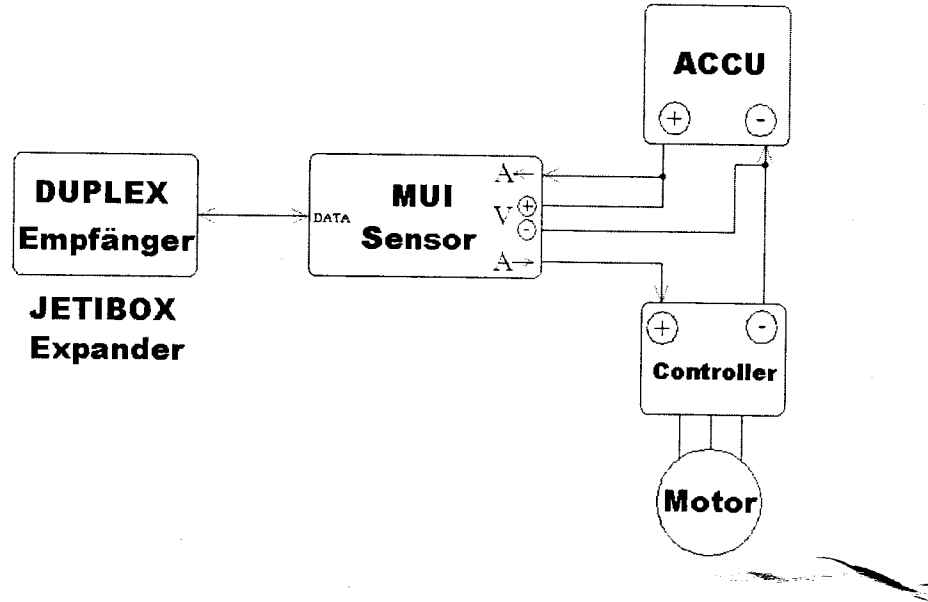 ACCU
+ -
DUPLEX
Empfänger
JETIBOX
Expander
DATA
MUI
Sensor
A←
V + -
A→
+ -
Controller
Motor